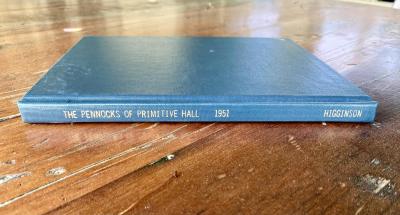 THE PENNOCKS OF PRIMITIVE HALL 1951 HIGGINSON